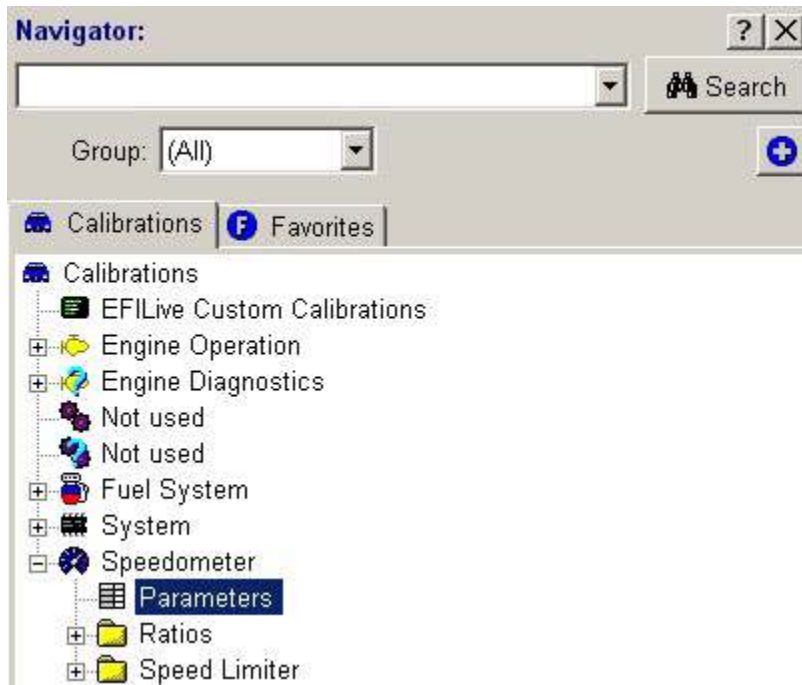 Navigator:
? X
Search
Group: (All)
Calibrations F Favorites
Calibrations
EFILive Custom Calibrations
Engine Operation
Engine Diagnostics
Not used
Not used
Fuel System
System
Speedometer
Parameters
Ratios
Speed Limiter